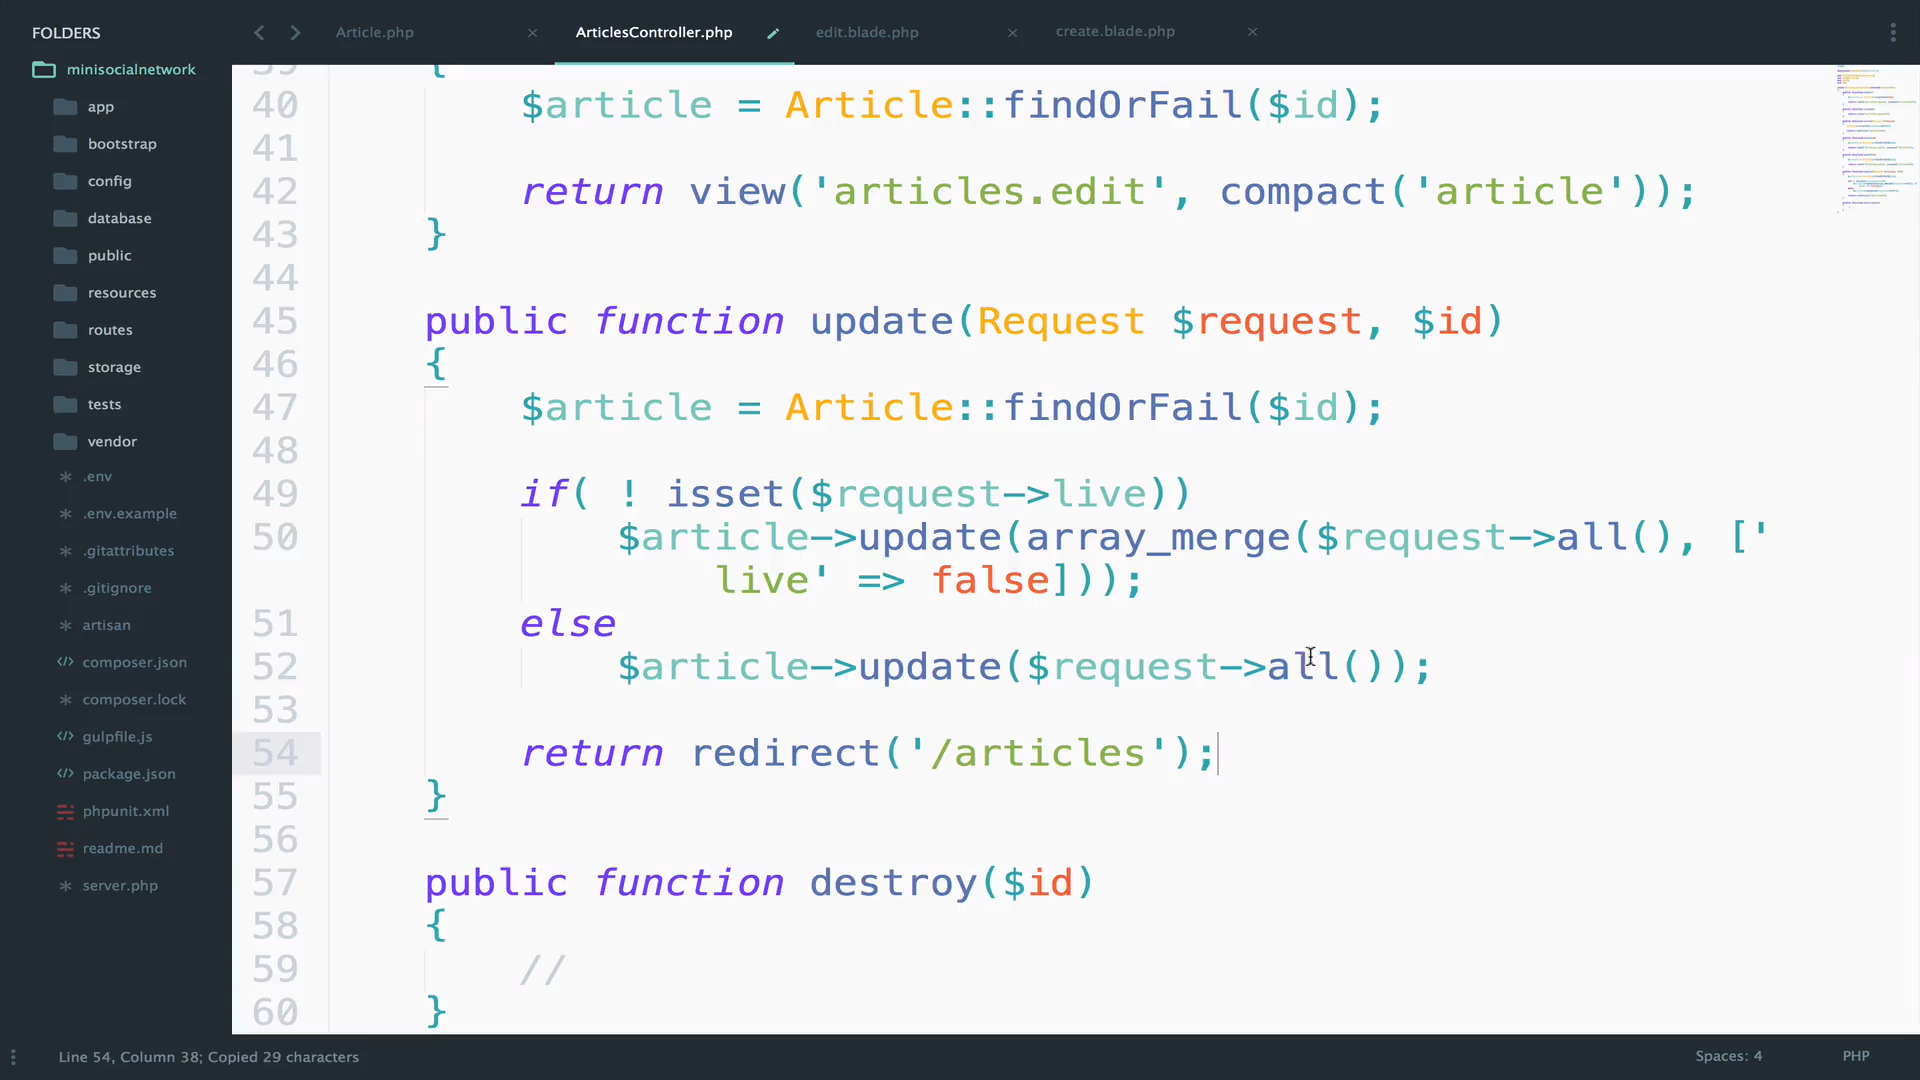 FOLDERS
minisocialnetwork
app
bootstrap
config
database
public
resources
routes
storage
tests
vendor
.env
.env.example
.gitattributes
.gitignore
artisan
composer.json
composer.lock
gulpfile.js
package.json
phpunit.xml
readme.md
server.php
Article.php
ArticlesController.php
edit.blade.php
create.blade.php
39 {
40 $article = Article::findOrFail($id);
41
42 return view('articles.edit', compact('article'));
43 }
44
45 public function update(Request $request, $id)
46 {
47 $article = Article::findOrFail($id);
48
49 if( ! isset($request->live))
50 $article->update(array_merge($request->all(), ['
live' => false]));
51 else
52 $article->update($request->all());
53
54 return redirect('/articles');
55 }
56
57 public function destroy($id)
58 {
59 //
60 }
Line 54, Column 38; Copied 29 characters
Spaces: 4
PHP